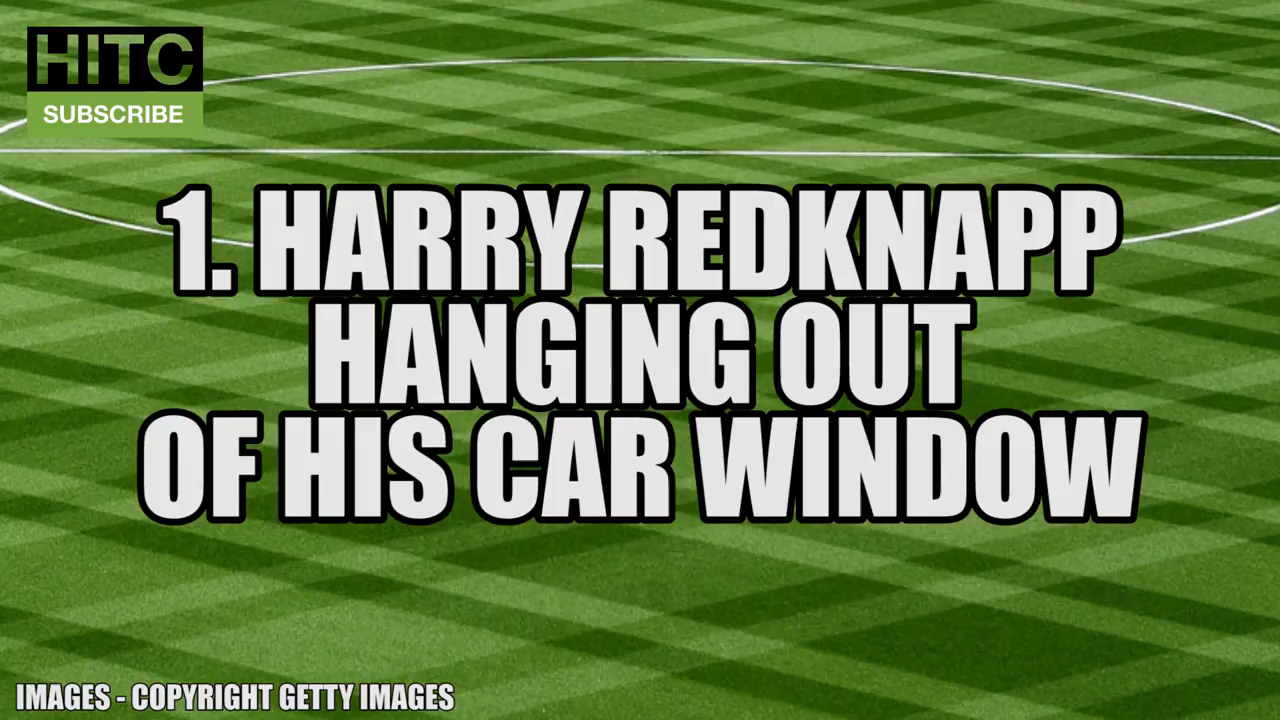 HITC
SUBSCRIBE
1. HARRY REDKNAPP
HANGING OUT
OF HIS CAR WINDOW
IMAGES - COPYRIGHT GETTY IMAGES